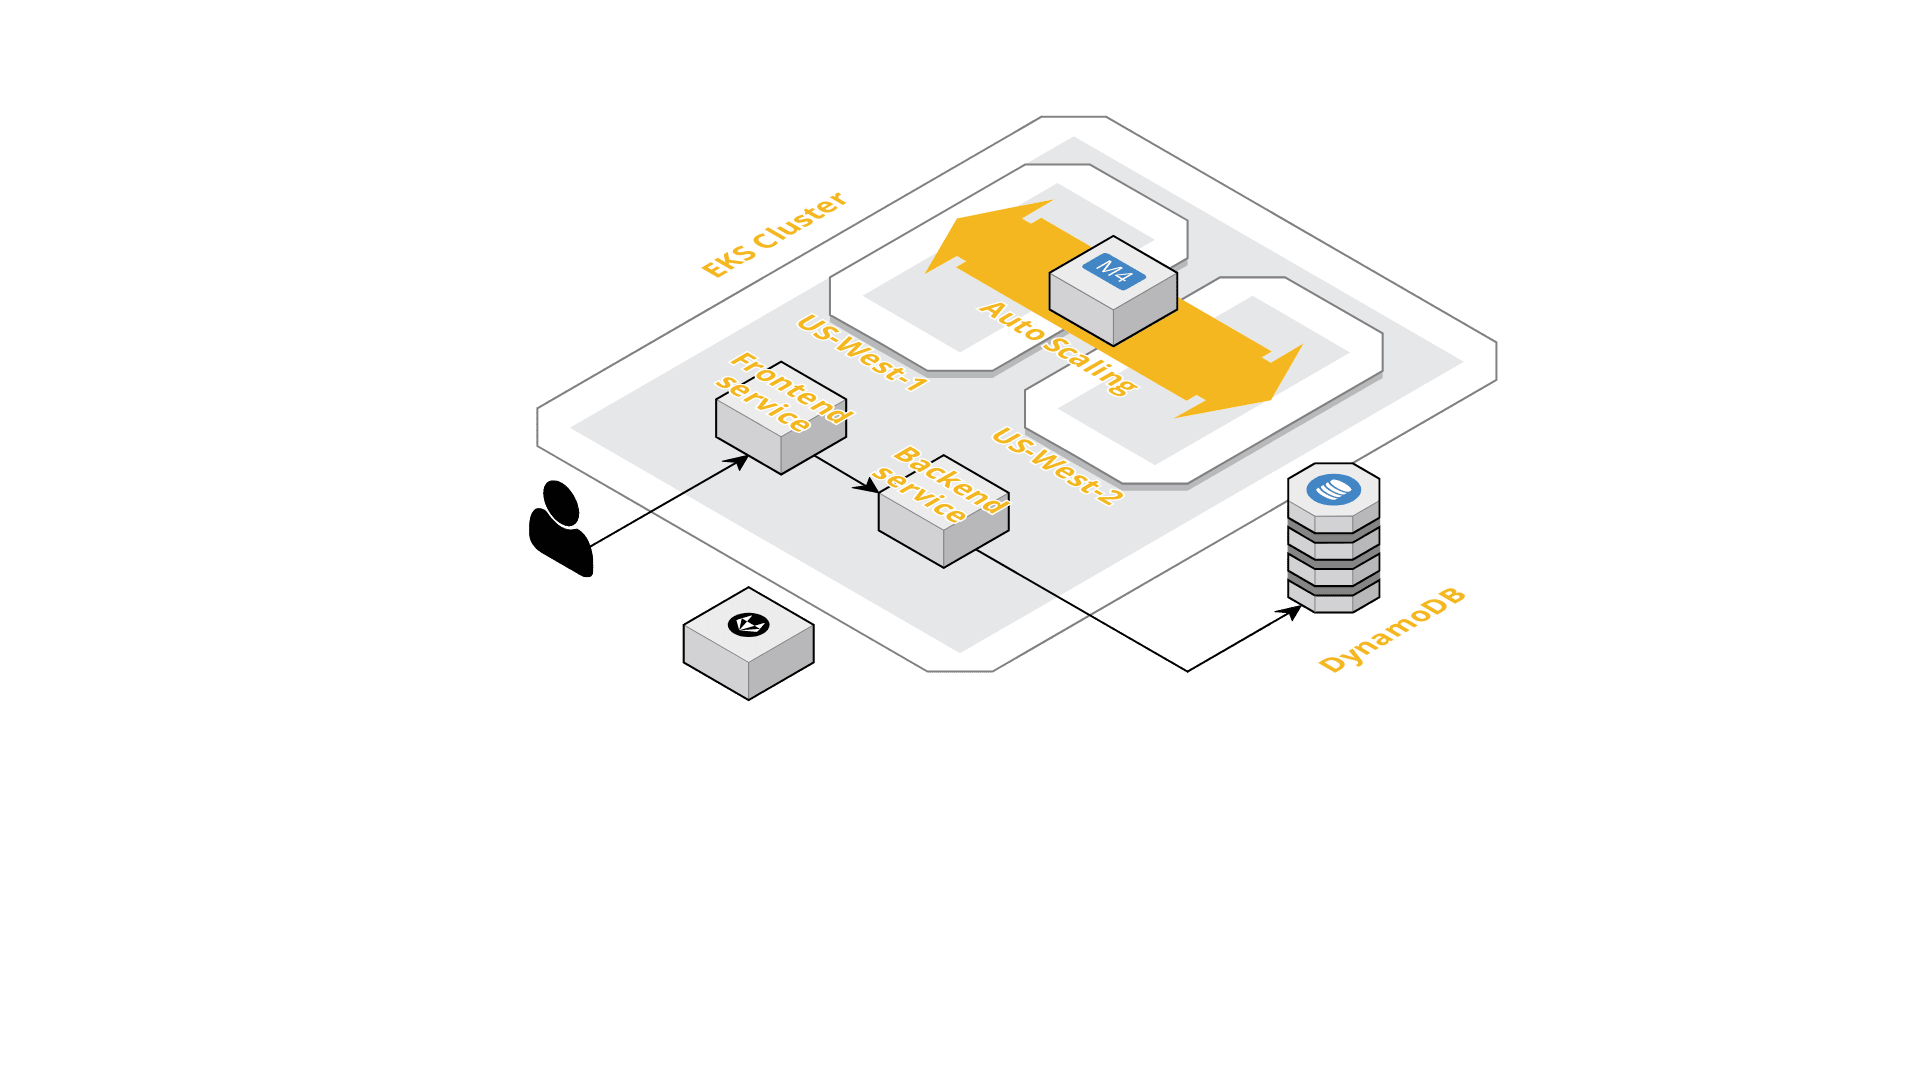 EKS Cluster
M4
Auto Scaling
US-West-1
Frontend
service
US-West-2
Backend
service
DynamoDB